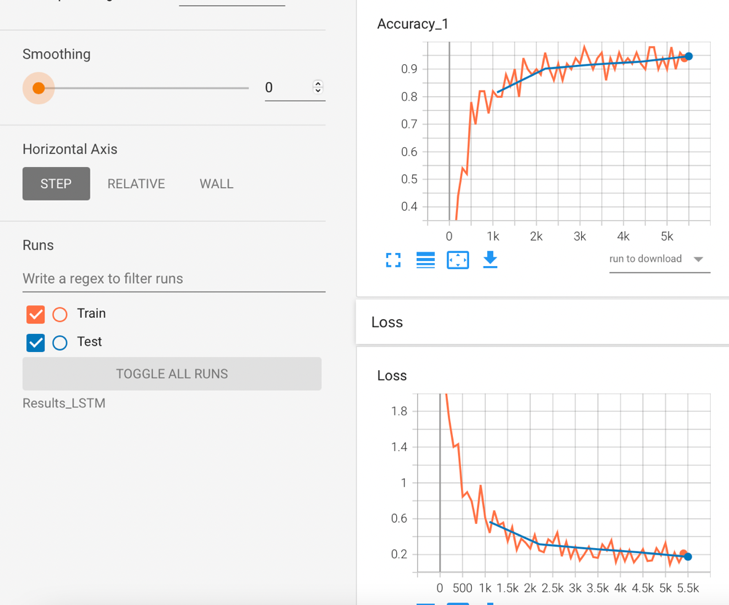 Smoothing
0
Horizontal Axis
STEP RELATIVE WALL
Runs
Write a regex to filter runs
Train
Test
TOGGLE ALL RUNS
Results_LSTM
Accuracy_1
0.9
0.8
0.7
0.6
0.5
0.4
0 1k 2k 3k 4k 5k
run to download
Loss
Loss
1.8
1.4
1
0.6
0.2
0 500 1k 1.5k 2k 2.5k 3k 3.5k 4k 4.5k 5k 5.5k